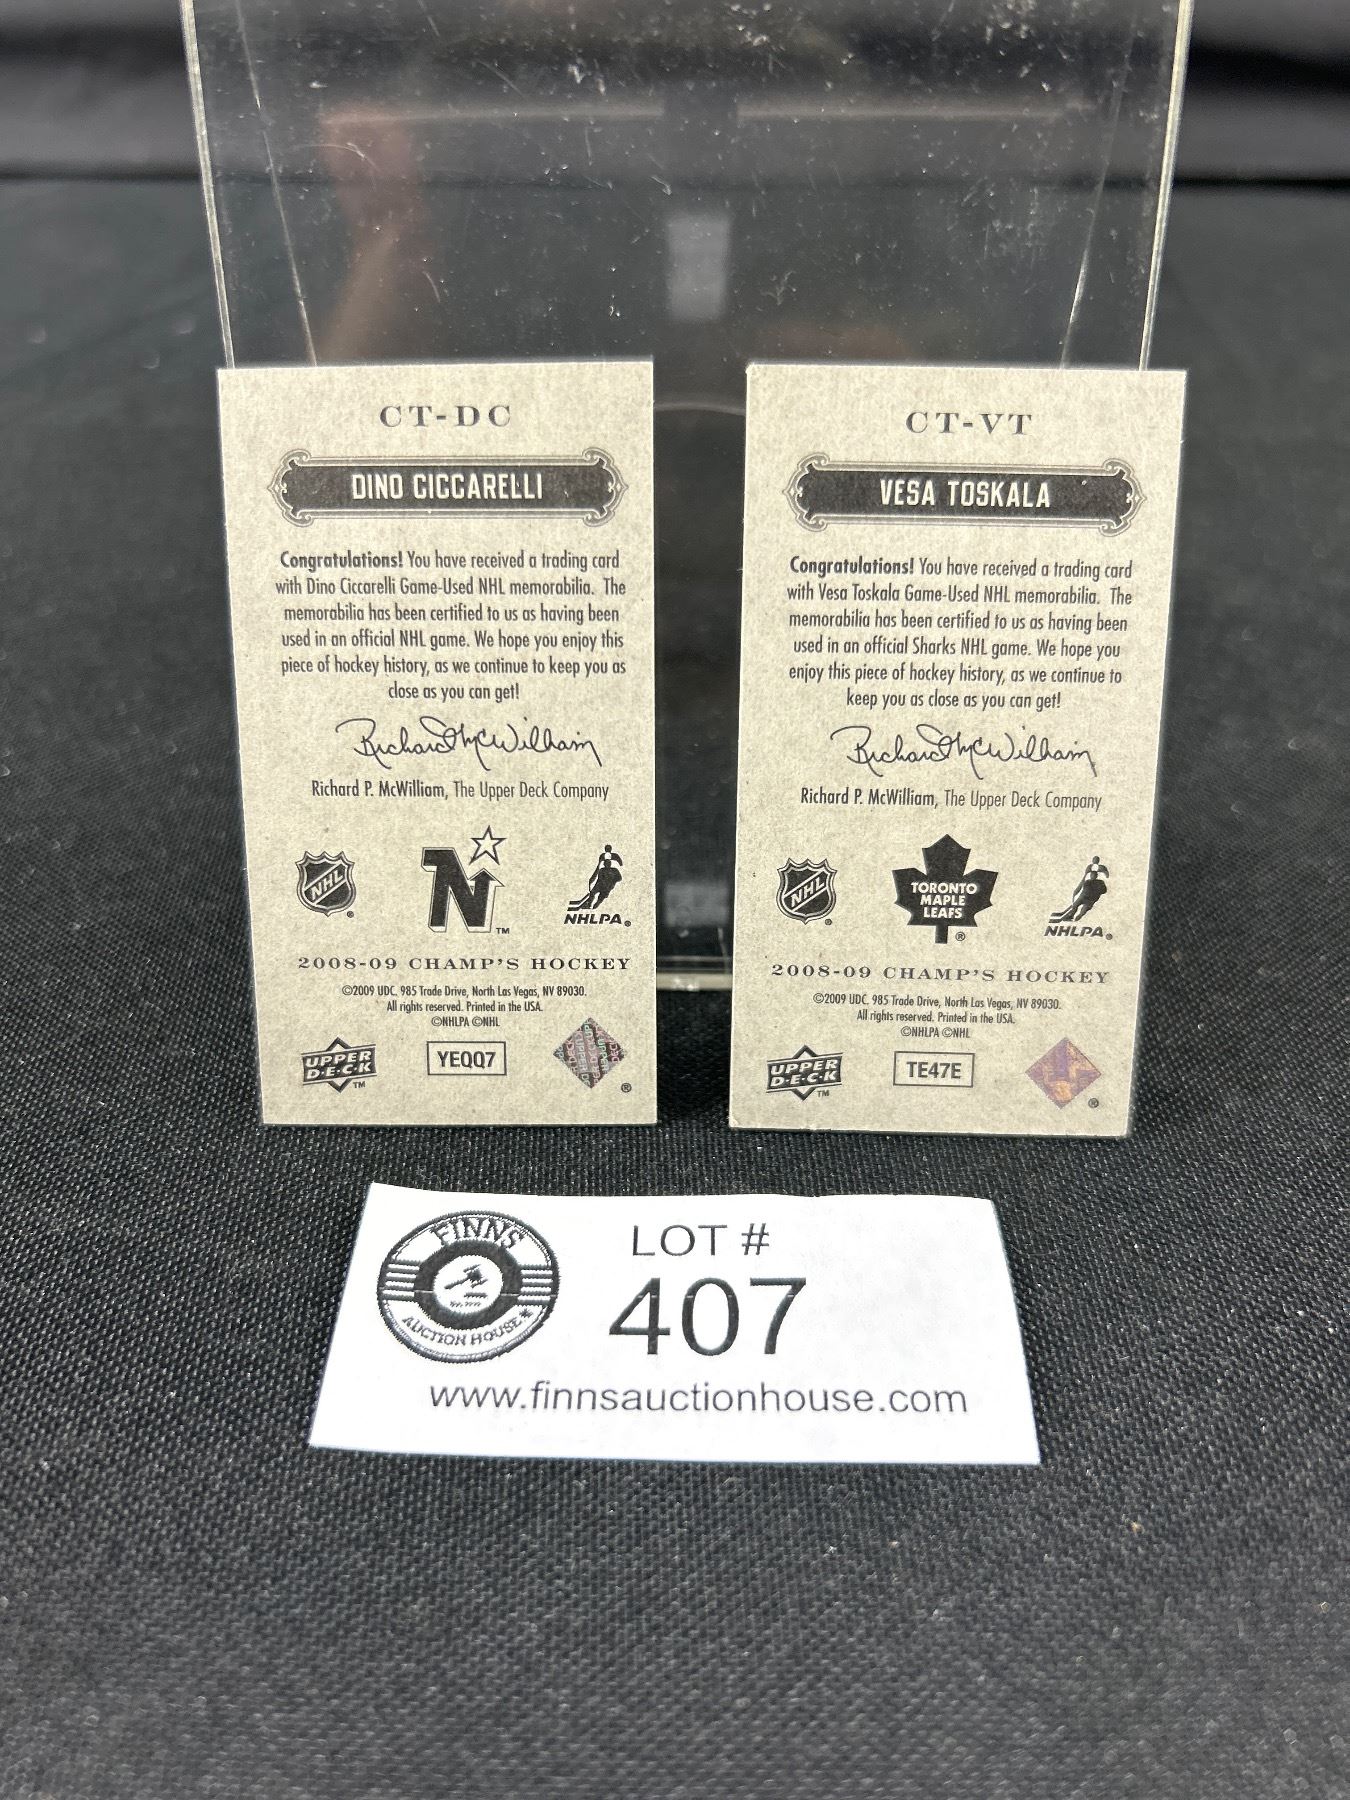 CT-DC
DINO CICCARELLI
Congratulations! You have received a trading card
with Dino Ciccarelli Game-Used NHL memorabilia. The
memorabilia has been certified to us as having been
used in an official NHL game. We hope you enjoy this
piece of hockey history, as we continue to keep you as
close as you can get!
Richard McWilliam
Richard P. McWilliam, The Upper Deck Company
NHL ®
N ™
NHLPA ®
2008-09 CHAMP'S HOCKEY
©2009 UDC. 985 Trade Drive, North Las Vegas, NV 89030.
All rights reserved. Printed in the USA.
©NHLPA ©NHL
UPPER
D·E·C·K ™
YEQQ7
®
CT-VT
VESA TOSKALA
Congratulations! You have received a trading card
with Vesa Toskala Game-Used NHL memorabilia. The
memorabilia has been certified to us as having been
used in an official Sharks NHL game. We hope you
enjoy this piece of hockey history, as we continue to
keep you as close as you can get!
Richard McWilliam
Richard P. McWilliam, The Upper Deck Company
NHL ®
TORONTO
MAPLE
LEAFS ®
NHLPA ®
2008-09 CHAMP'S HOCKEY
©2009 UDC. 985 Trade Drive, North Las Vegas, NV 89030.
All rights reserved. Printed in the USA.
©NHLPA ©NHL
UPPER
D·E·C·K ™
TE47E
®
FINNS
AUCTION HOUSE
LOT #
407
www.finnsauctionhouse.com